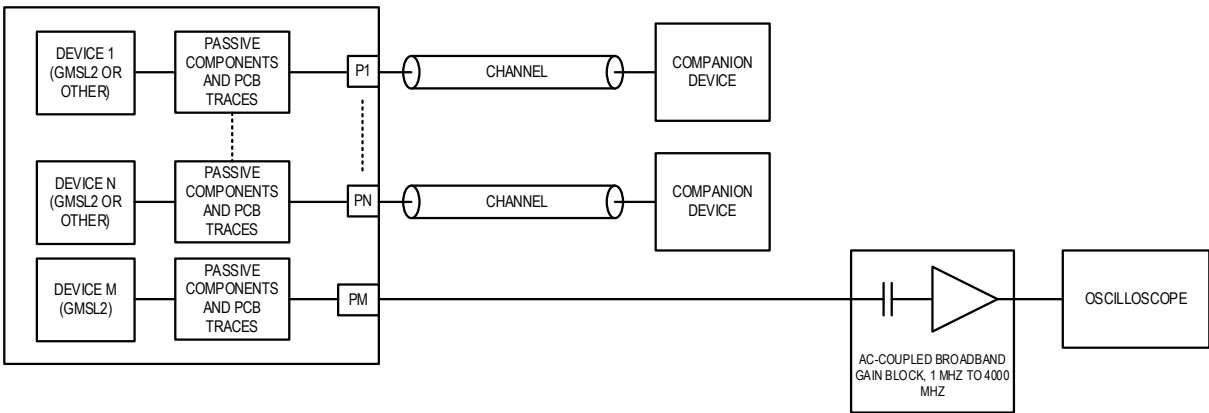 DEVICE 1
(GMSL2 OR
OTHER)
PASSIVE
COMPONENTS
AND PCB
TRACES
P1
CHANNEL
COMPANION
DEVICE
DEVICE N
(GMSL2 OR
OTHER)
PASSIVE
COMPONENTS
AND PCB
TRACES
PN
CHANNEL
COMPANION
DEVICE
DEVICE M
(GMSL2)
PASSIVE
COMPONENTS
AND PCB
TRACES
PM
AC-COUPLED BROADBAND
GAIN BLOCK, 1 MHZ TO 4000
MHZ
OSCILLOSCOPE